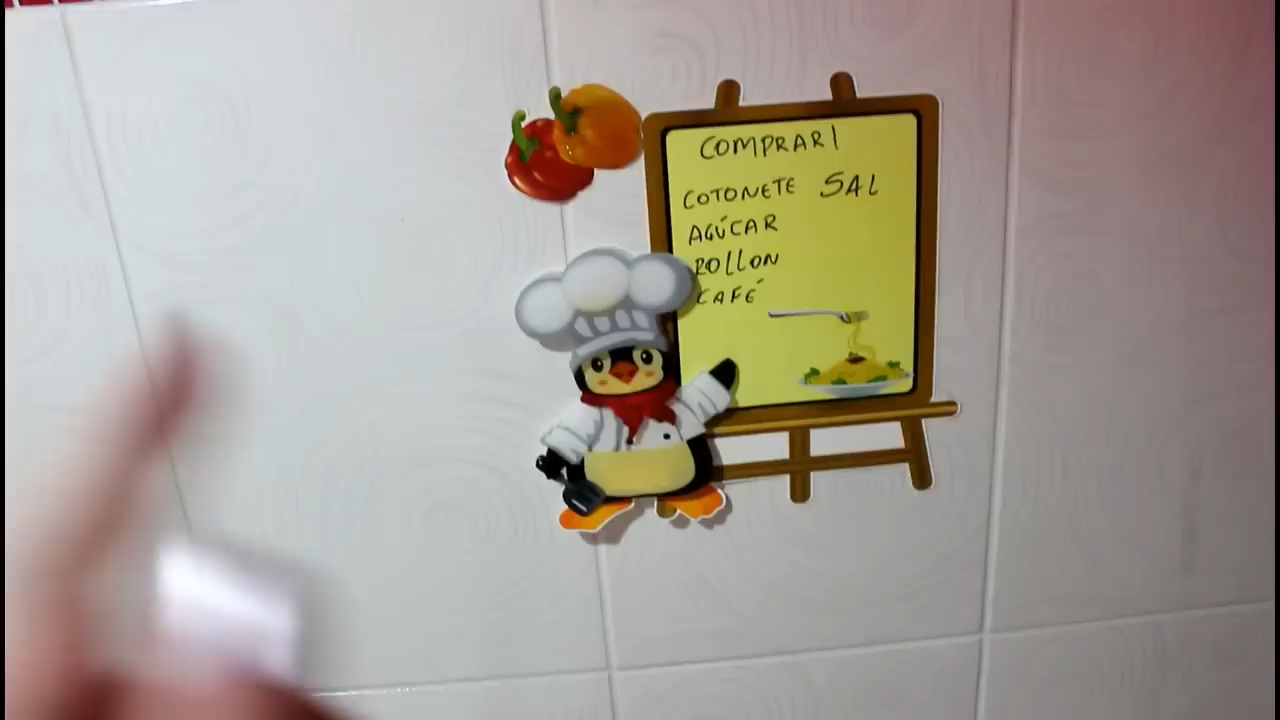 COMPRAR!
COTONETE SAL
AÇÚCAR
ROLLON
CAFÉ